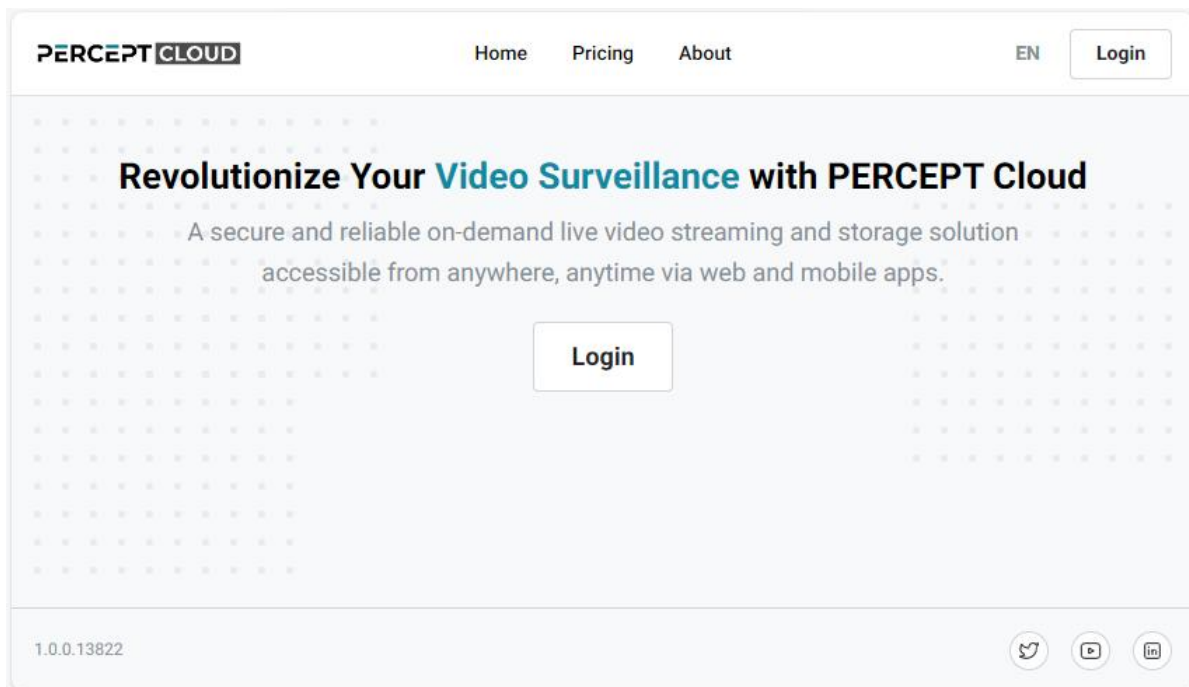 PERCEPT CLOUD
Home Pricing About EN Login
Revolutionize Your Video Surveillance with PERCEPT Cloud
A secure and reliable on-demand live video streaming and storage solution
accessible from anywhere, anytime via web and mobile apps.
Login
1.0.0.13822
in